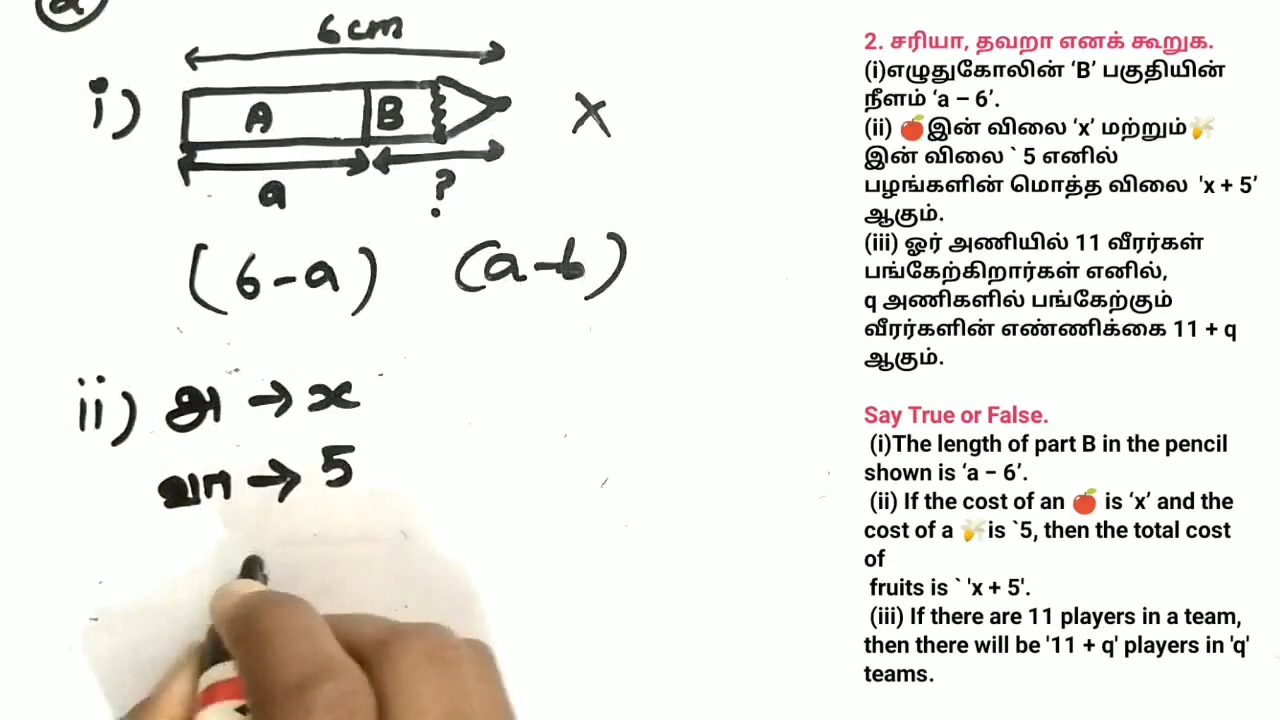 6cm
i) A B X
a ?
(6-a) (a-6)
ii) அ → x
வா → 5
2. சரியா, தவறா எனக் கூறுக.
(i)எழுதுகோலின் ‘B’ பகுதியின்
நீளம் ‘a – 6’.
(ii) 🍎இன் விலை ‘x’ மற்றும்🍌
இன் விலை ` 5 எனில்
பழங்களின் மொத்த விலை 'x + 5’
ஆகும்.
(iii) ஓர் அணியில் 11 வீரர்கள்
பங்கேற்கிறார்கள் எனில்,
q அணிகளில் பங்கேற்கும்
வீரர்களின் எண்ணிக்கை 11 + q
ஆகும்.
Say True or False.
(i)The length of part B in the pencil
shown is ‘a − 6’.
(ii) If the cost of an 🍎 is ‘x’ and the
cost of a 🍌is `5, then the total cost
of
fruits is ` 'x + 5'.
(iii) If there are 11 players in a team,
then there will be '11 + q' players in 'q'
teams.